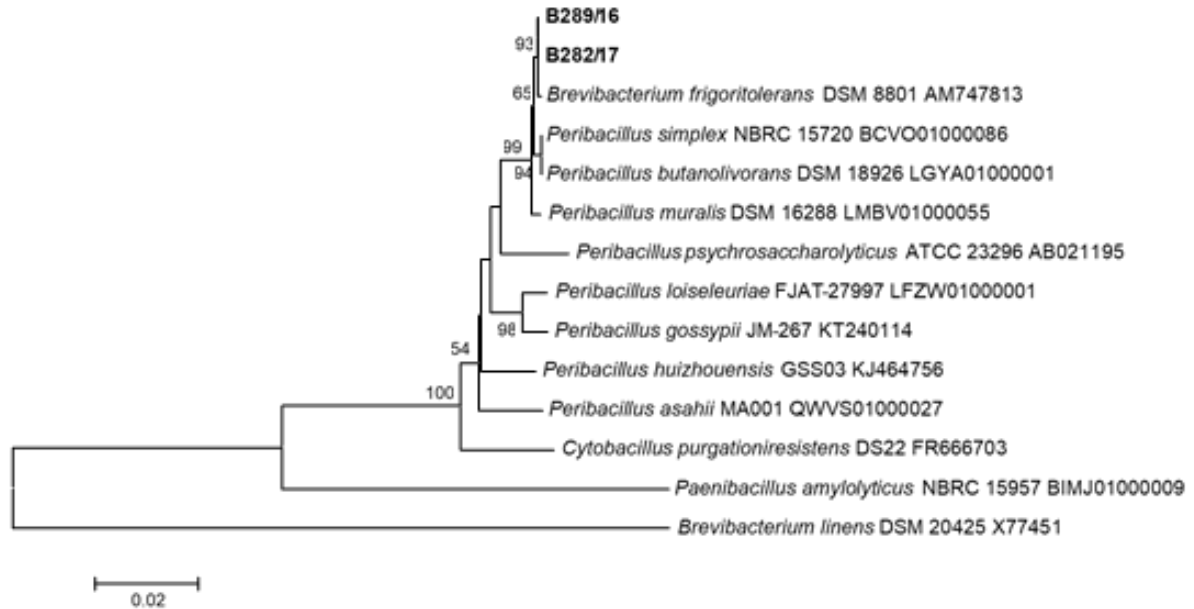 B289/16
93
B282/17
65
Brevibacterium frigoritolerans DSM 8801 AM747813
Peribacillus simplex NBRC 15720 BCVO01000086
99
94
Peribacillus butanolivorans DSM 18926 LGYA01000001
Peribacillus muralis DSM 16288 LMBV01000055
Peribacillus psychrosaccharolyticus ATCC 23296 AB021195
Peribacillus loiseleuriae FJAT-27997 LFZW01000001
98
Peribacillus gossypii JM-267 KT240114
54
Peribacillus huizhouensis GSS03 KJ464756
100
Peribacillus asahii MA001 QWVS01000027
Cytobacillus purgationiresistens DS22 FR666703
Paenibacillus amylolyticus NBRC 15957 BIMJ01000009
Brevibacterium linens DSM 20425 X77451
0.02